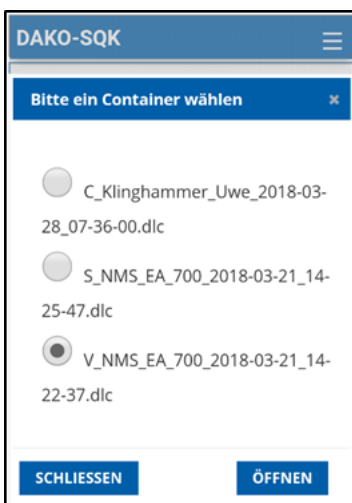 DAKO-SQK
Bitte ein Container wählen
C_Klinghammer_Uwe_2018-03-
28_07-36-00.dlc
S_NMS_EA_700_2018-03-21_14-
25-47.dlc
V_NMS_EA_700_2018-03-21_14-
22-37.dlc
SCHLIESSEN ÖFFNEN